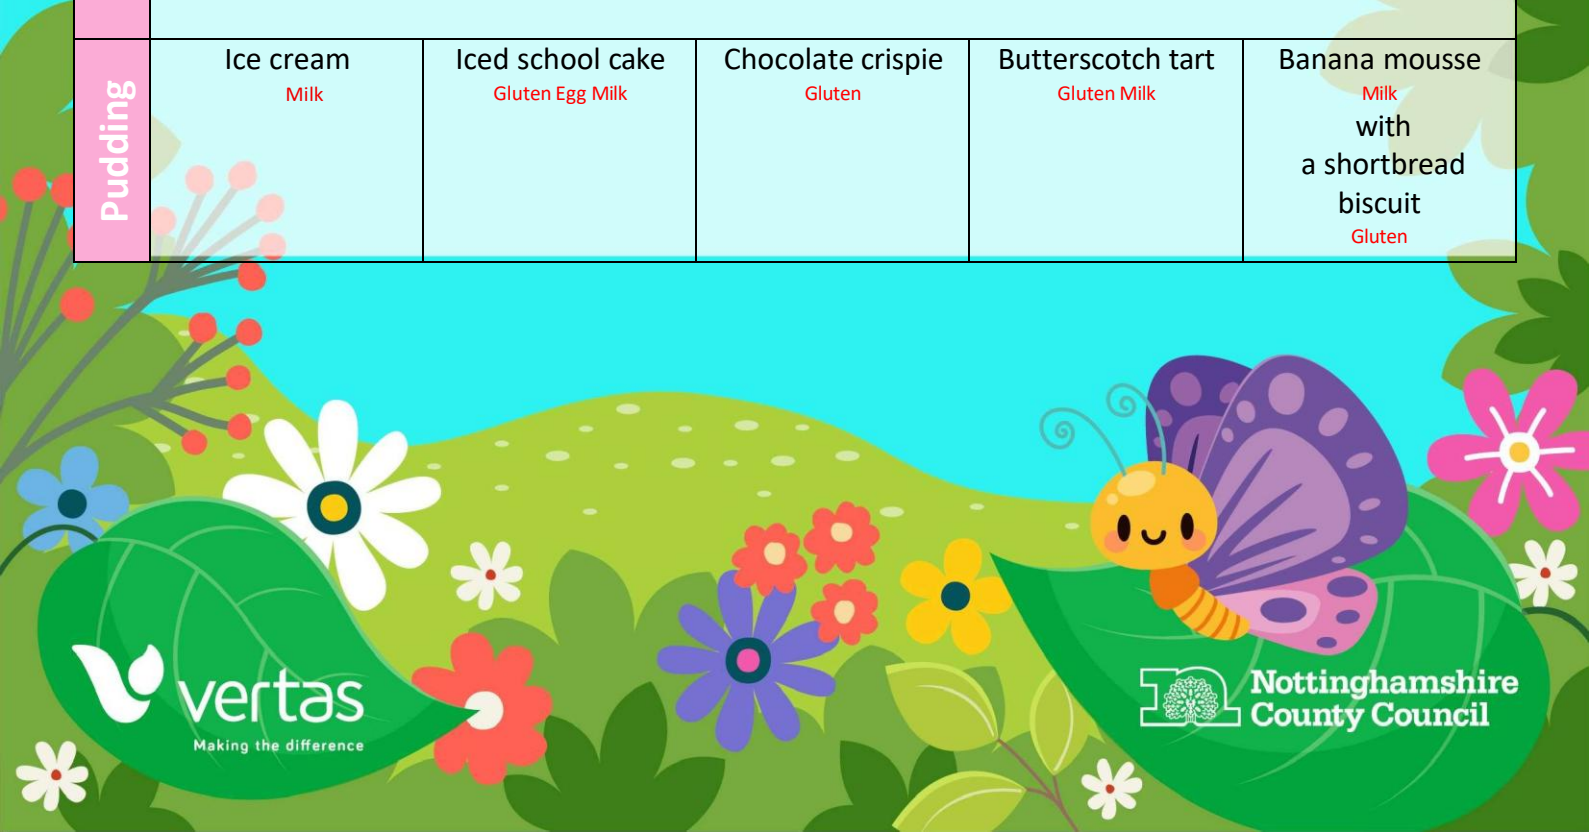 Pudding
Ice cream
Milk
Iced school cake
Gluten Egg Milk
Chocolate crispie
Gluten
Butterscotch tart
Gluten Milk
Banana mousse
Milk
with
a shortbread
biscuit
Gluten
vertas
Making the difference
Nottinghamshire
County Council